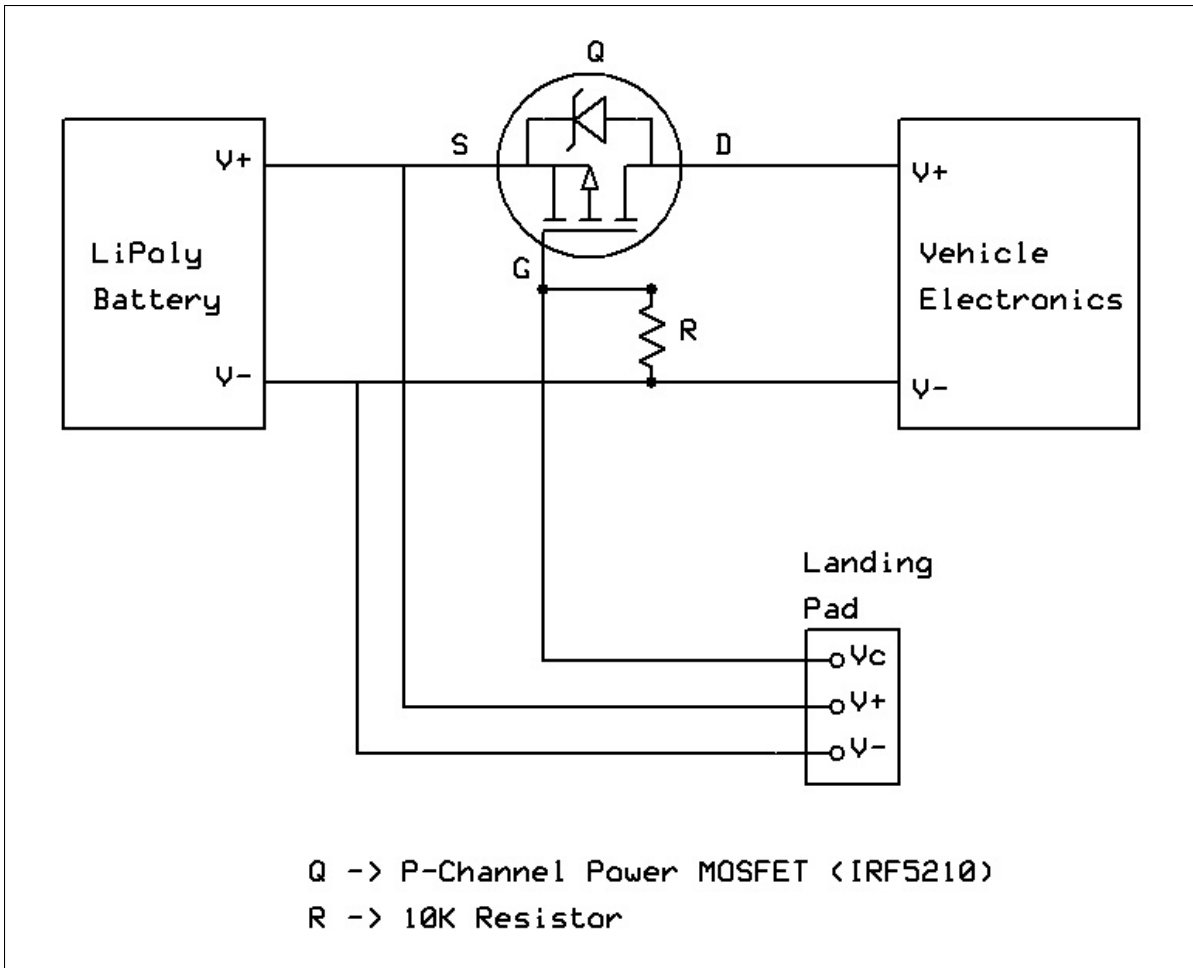 Q
S
D
V+
V+
LiPoly
Battery
Vehicle
Electronics
G
R
V-
V-
Landing
Pad
Vc
V+
V-
Q -> P-Channel Power MOSFET (IRF5210)
R -> 10K Resistor